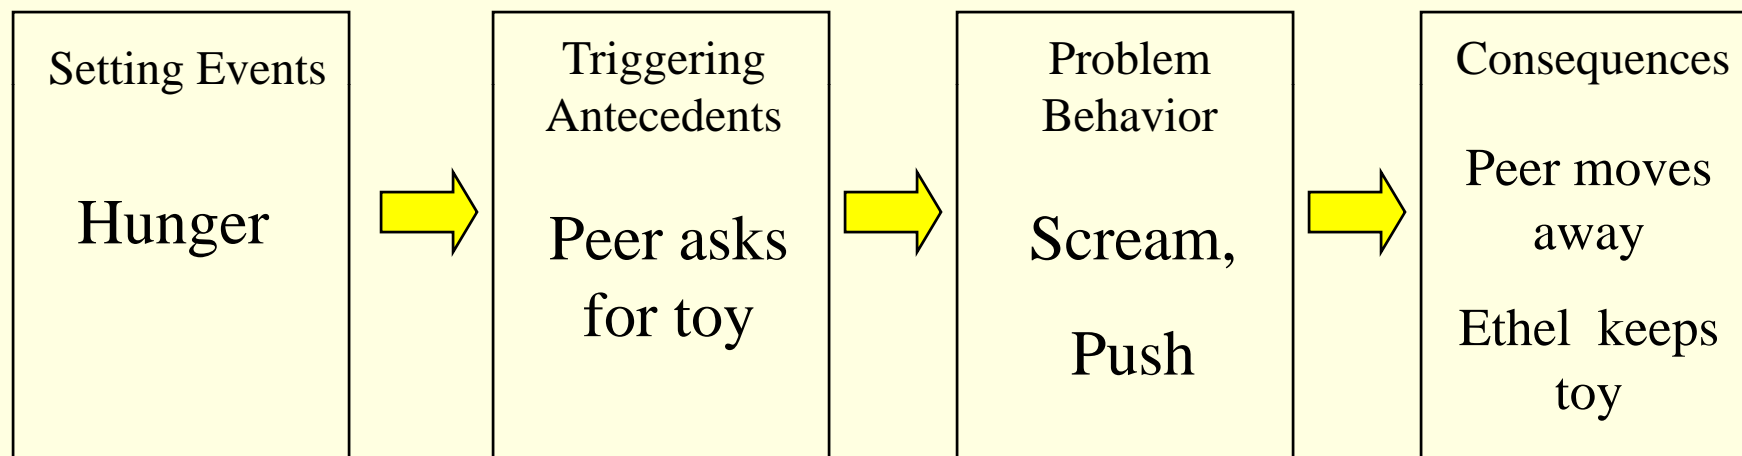 Setting Events
Hunger
Triggering
Antecedents
Peer asks
for toy
Problem
Behavior
Scream,
Push
Consequences
Peer moves
away
Ethel  keeps
toy